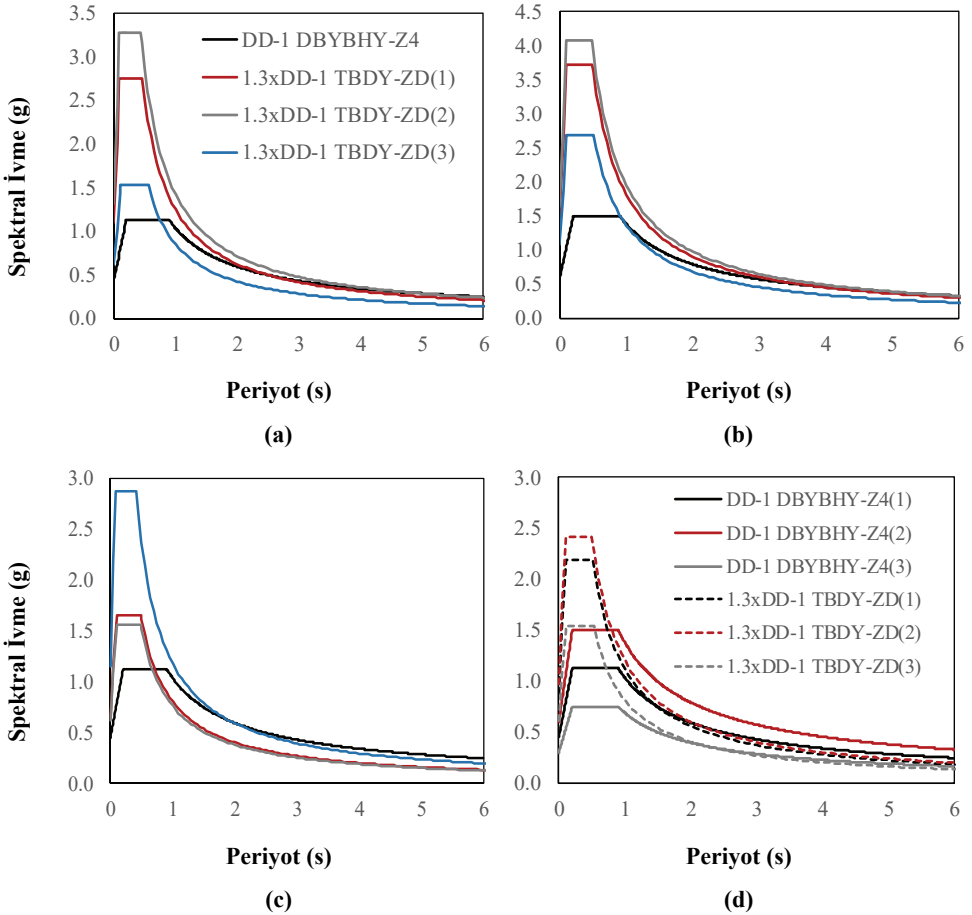 3.5
3.0
2.5
2.0
1.5
1.0
0.5
0.0
Spektral İvme (g)
DD-1 DBYBHY-Z4
1.3xDD-1 TBDY-ZD(1)
1.3xDD-1 TBDY-ZD(2)
1.3xDD-1 TBDY-ZD(3)
0 1 2 3 4 5 6
Periyot (s)
(a)
4.5
4.0
3.5
3.0
2.5
2.0
1.5
1.0
0.5
0.0
0 1 2 3 4 5 6
Periyot (s)
(b)
3.0
2.5
2.0
1.5
1.0
0.5
0.0
Spektral İvme (g)
0 1 2 3 4 5 6
Periyot (s)
(c)
3.0
2.5
2.0
1.5
1.0
0.5
0.0
DD-1 DBYBHY-Z4(1)
DD-1 DBYBHY-Z4(2)
DD-1 DBYBHY-Z4(3)
1.3xDD-1 TBDY-ZD(1)
1.3xDD-1 TBDY-ZD(2)
1.3xDD-1 TBDY-ZD(3)
0 1 2 3 4 5 6
Periyot (s)
(d)